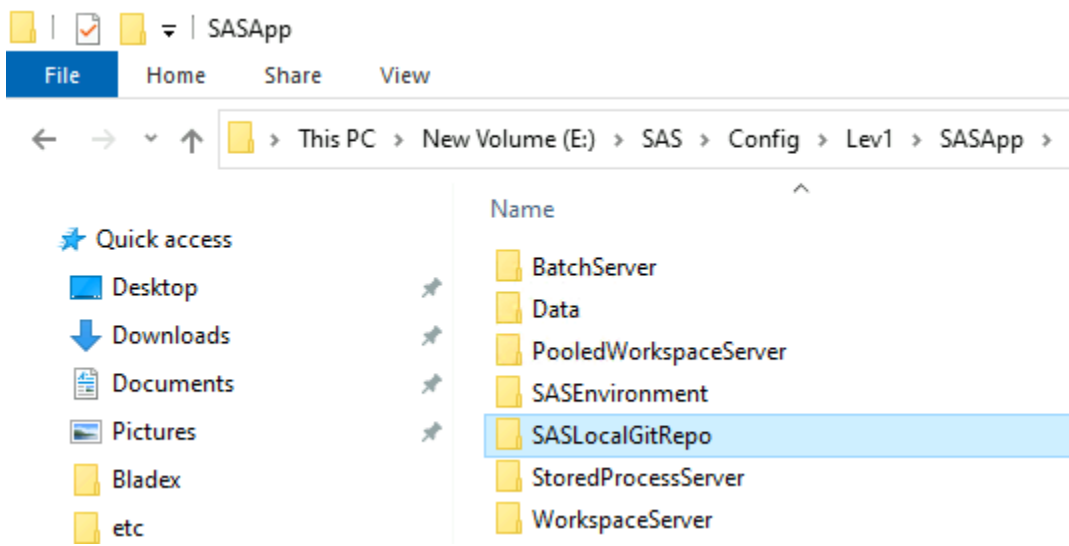 SASApp
File Home Share View
This PC > New Volume (E:) > SAS > Config > Lev1 > SASApp >
Name
Quick access
Desktop
Downloads
Documents
Pictures
Bladex
etc
BatchServer
Data
PooledWorkspaceServer
SASEnvironment
SASLocalGitRepo
StoredProcessServer
WorkspaceServer